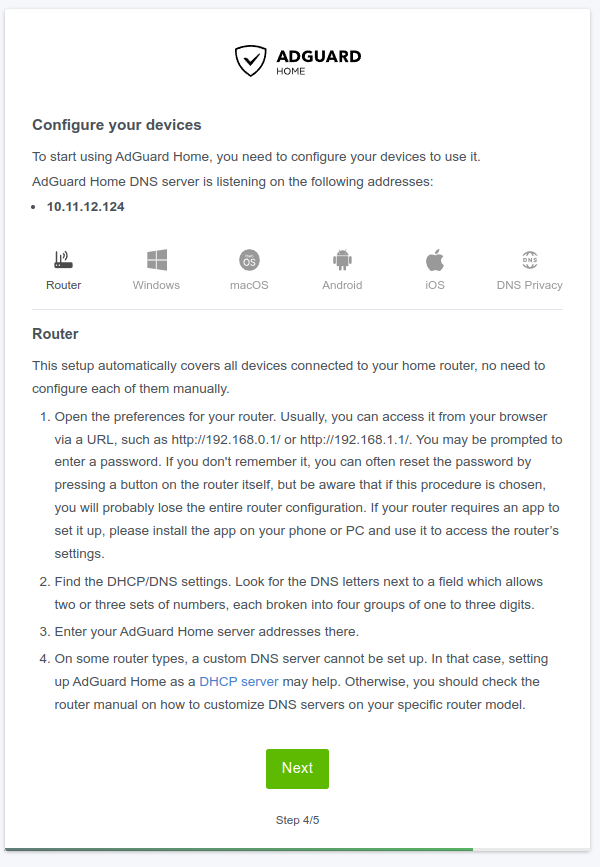 ADGUARD
HOME
Configure your devices
To start using AdGuard Home, you need to configure your devices to use it.
AdGuard Home DNS server is listening on the following addresses:
• 10.11.12.124
Router
Windows
macOS
Android
iOS
DNS Privacy
Router
This setup automatically covers all devices connected to your home router, no need to
configure each of them manually.
1. Open the preferences for your router. Usually, you can access it from your browser
via a URL, such as http://192.168.0.1/ or http://192.168.1.1/. You may be prompted to
enter a password. If you don't remember it, you can often reset the password by
pressing a button on the router itself, but be aware that if this procedure is chosen,
you will probably lose the entire router configuration. If your router requires an app to
set it up, please install the app on your phone or PC and use it to access the router’s
settings.
2. Find the DHCP/DNS settings. Look for the DNS letters next to a field which allows
two or three sets of numbers, each broken into four groups of one to three digits.
3. Enter your AdGuard Home server addresses there.
4. On some router types, a custom DNS server cannot be set up. In that case, setting
up AdGuard Home as a DHCP server may help. Otherwise, you should check the
router manual on how to customize DNS servers on your specific router model.
Next
Step 4/5